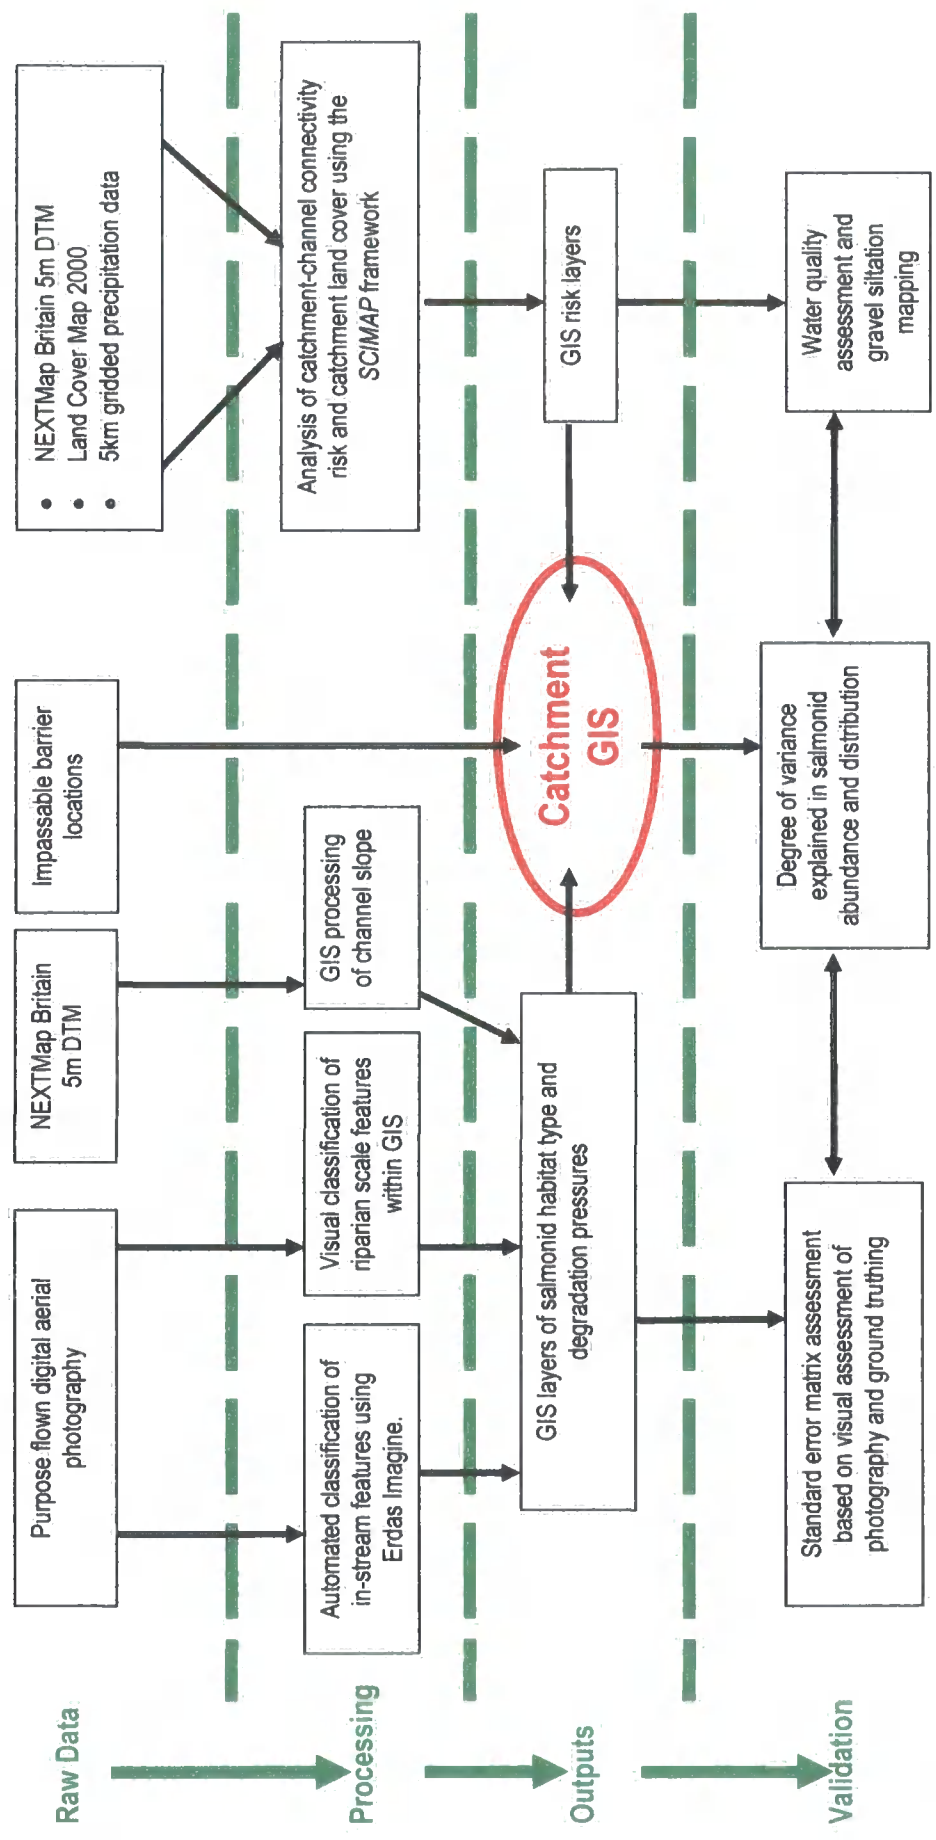 Raw Data
Purpose flown digital aerial
photography
NEXTMap Britain
5m DTM
Impassable barrier
locations
• NEXTMap Britain 5m DTM
• Land Cover Map 2000
• 5km gridded precipitation data
Processing
Automated classification of
in-stream features using
Erdas Imagine.
Visual classification of
riparian scale features
within GIS
GIS processing
of channel slope
Analysis of catchment-channel connectivity
risk and catchment land cover using the
SCIMAP framework
Outputs
GIS layers of salmonid habitat type and
degradation pressures
Catchment
GIS
GIS risk layers
Validation
Standard error matrix assessment
based on visual assessment of
photography and ground truthing
Degree of variance
explained in salmonid
abundance and distribution
Water quality
assessment and
gravel siltation
mapping